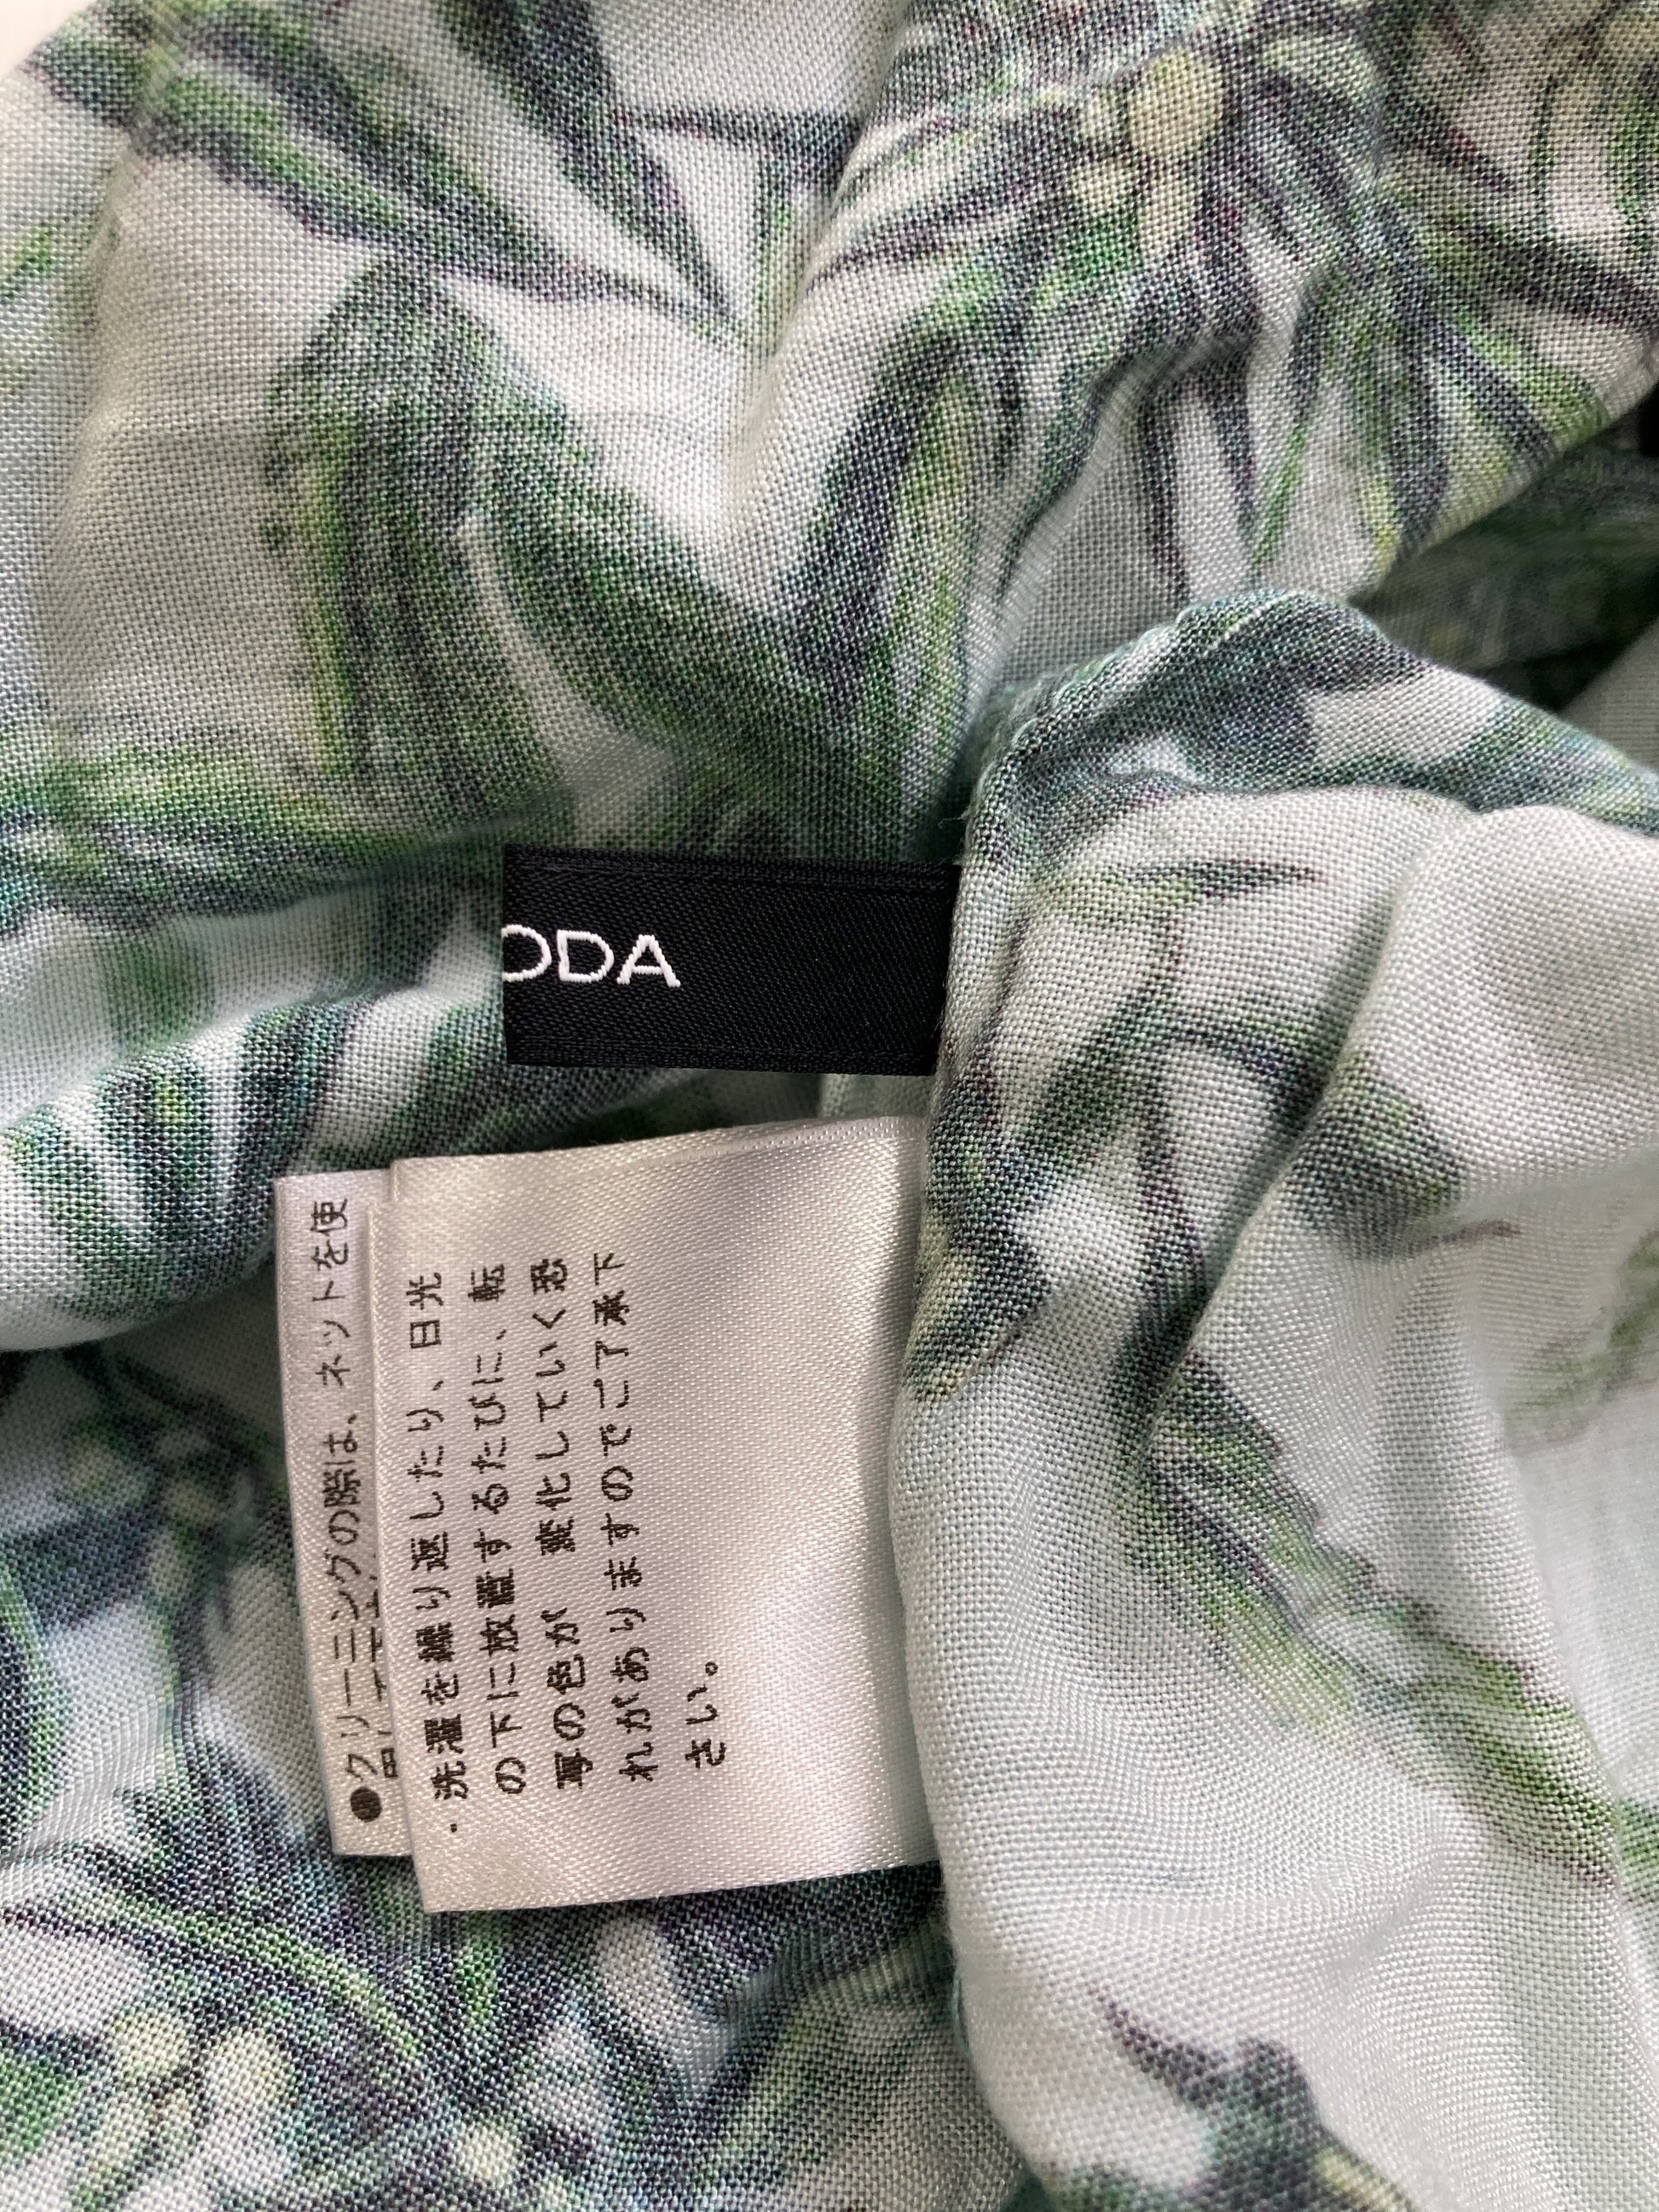 ODA
●クリーニングの際は、ネットを使
・洗濯を繰り返したり、日光
の下に放置するたびに、転
写の色が 変化していく恐
れがありますのでご了承下
さい。